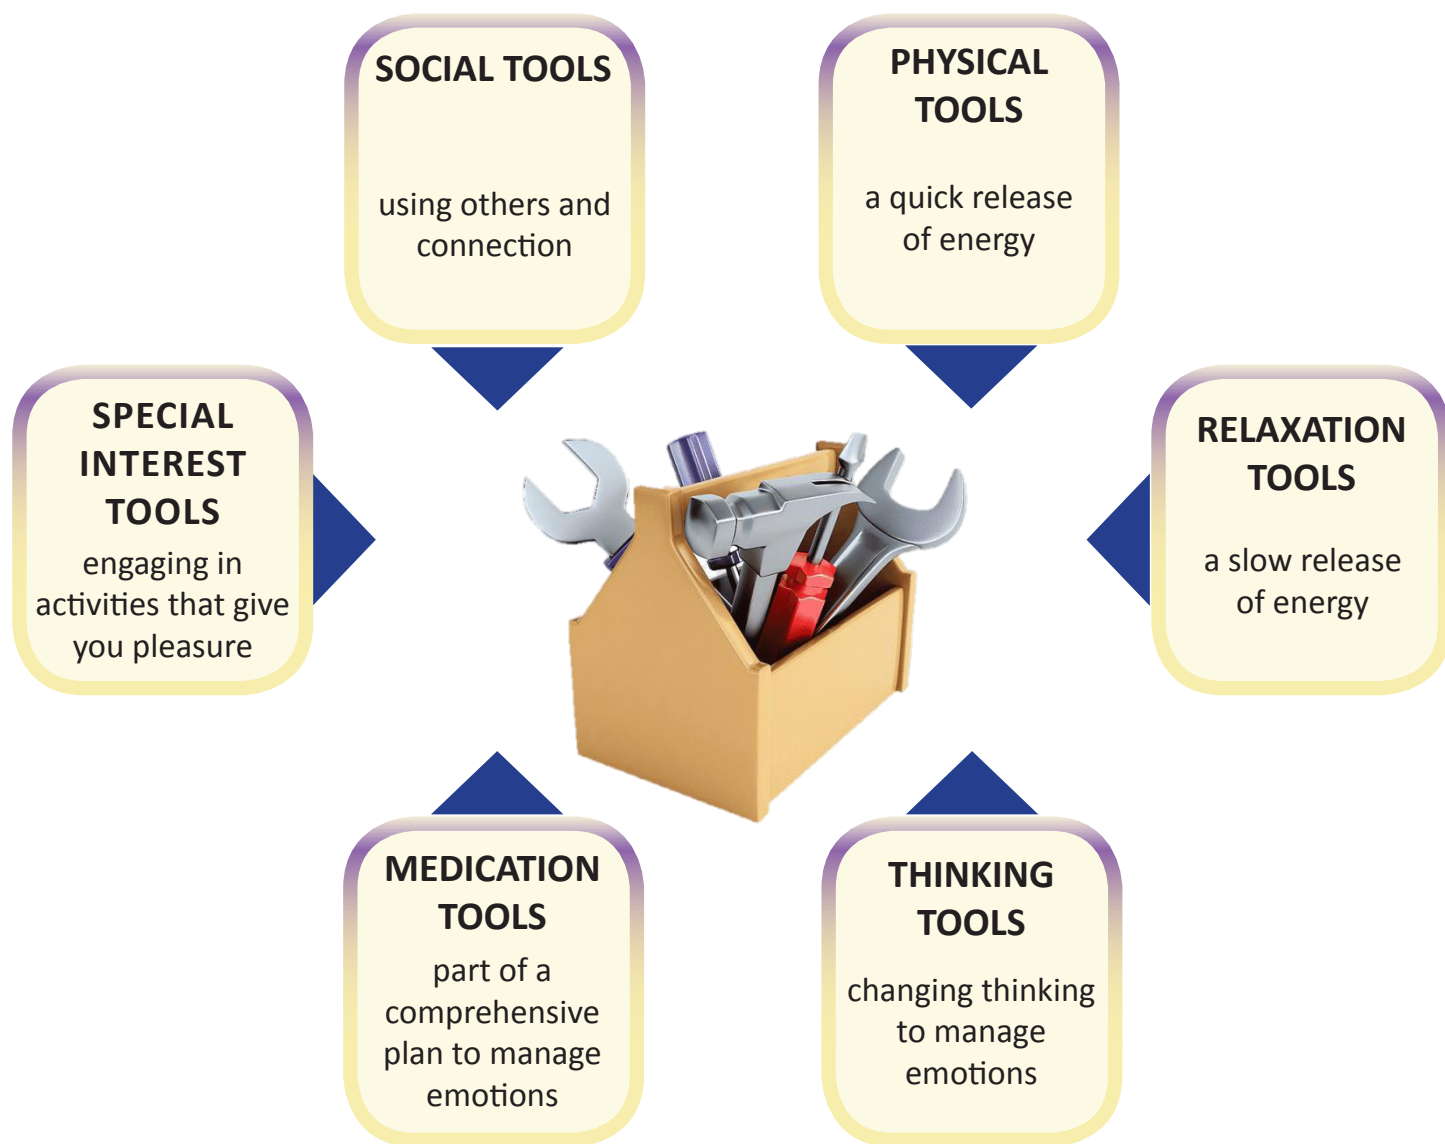 SOCIAL TOOLS
using others and
connection
PHYSICAL
TOOLS
a quick release
of energy
SPECIAL
INTEREST
TOOLS
engaging in
activities that give
you pleasure
RELAXATION
TOOLS
a slow release
of energy
MEDICATION
TOOLS
part of a
comprehensive
plan to manage
emotions
THINKING
TOOLS
changing thinking
to manage
emotions